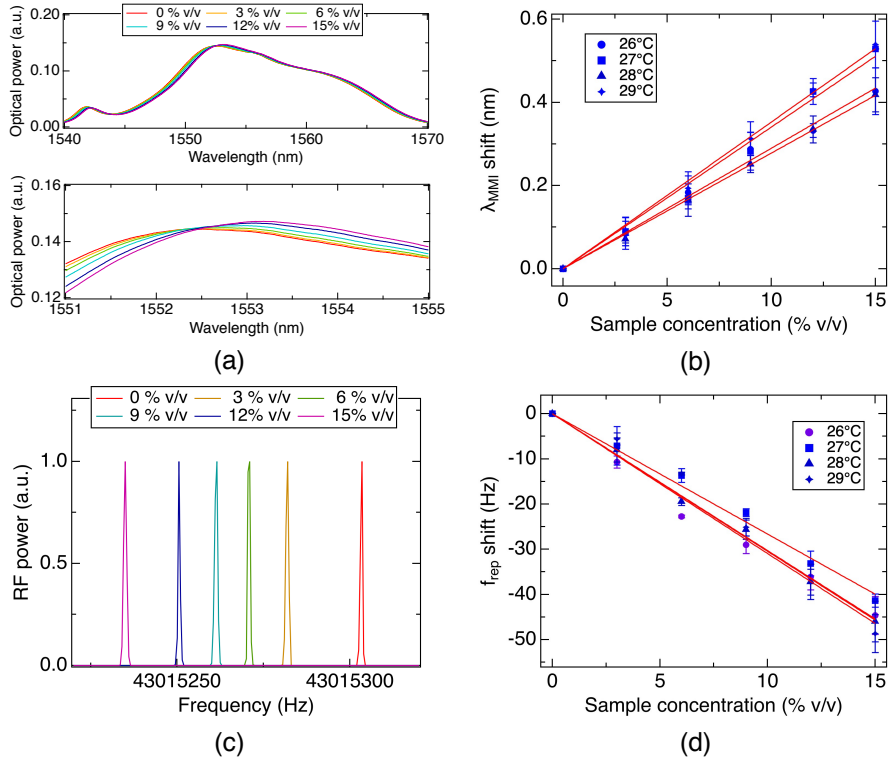 0 % v/v 3 % v/v 6 % v/v
9 % v/v 12% v/v 15% v/v
Optical power (a.u.)
0.10
0.00
1540 1550 1560 1570
Wavelength (nm)
Optical power (a.u.)
0.16
0.14
0.12
1551 1552 1553 1554 1555
Wavelength (nm)
(a)
λMMI shift (nm)
0.6
0.4
0.2
0.0
26°C
27°C
28°C
29°C
0 5 10 15
Sample concentration (% v/v)
(b)
0 % v/v 3 % v/v 6 % v/v
9 % v/v 12% v/v 15% v/v
RF power (a.u.)
1.0
0.5
0.0
43015250 43015300
Frequency (Hz)
(c)
frep shift (Hz)
0
-10
-20
-30
-40
-50
26°C
27°C
28°C
29°C
0 5 10 15
Sample concentration (% v/v)
(d)